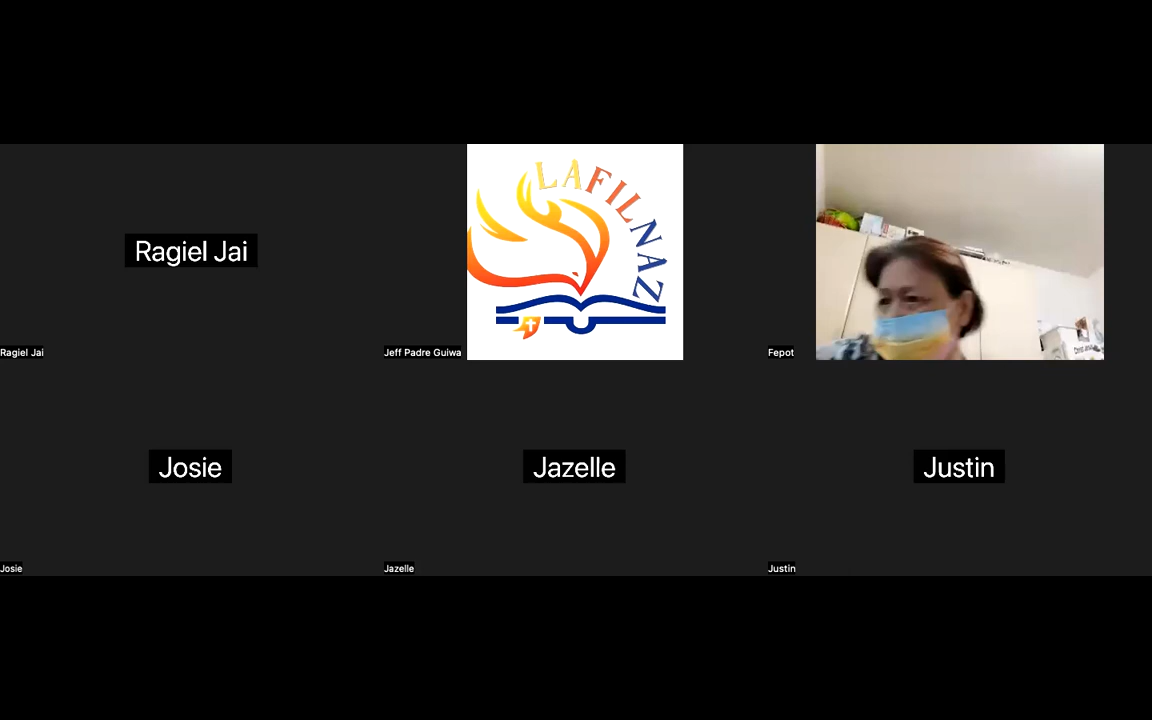 Ragiel Jai
Ragiel Jai
LAFILNAZ
Jeff Padre Guiwa
Fepot
Josie
Josie
Jazelle
Jazelle
Justin
Justin